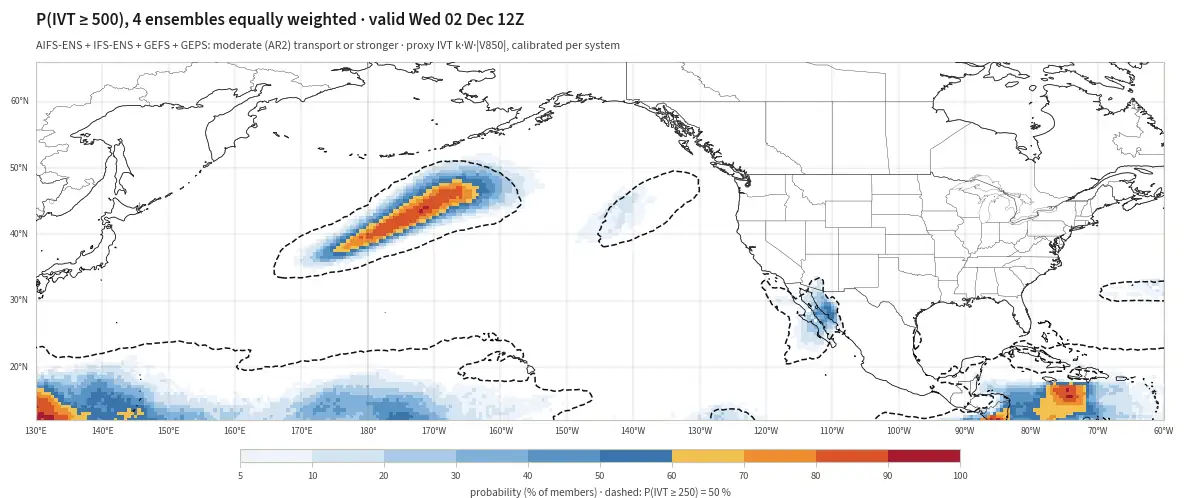 P(IVT ≥ 500), 4 ensembles equally weighted · valid Wed 02 Dec 12Z
AIFS-ENS + IFS-ENS + GEFS + GEPS: moderate (AR2) transport or stronger · proxy IVT k·W·|V850|, calibrated per system
60°N
50°N
40°N
30°N
20°N
130°E 140°E 150°E 160°E 170°E 180° 170°W 160°W 150°W 140°W 130°W 120°W 110°W 100°W 90°W 80°W 70°W 60°W
5 10 20 30 40 50 60 70 80 90 100
probability (% of members) · dashed: P(IVT ≥ 250) = 50 %